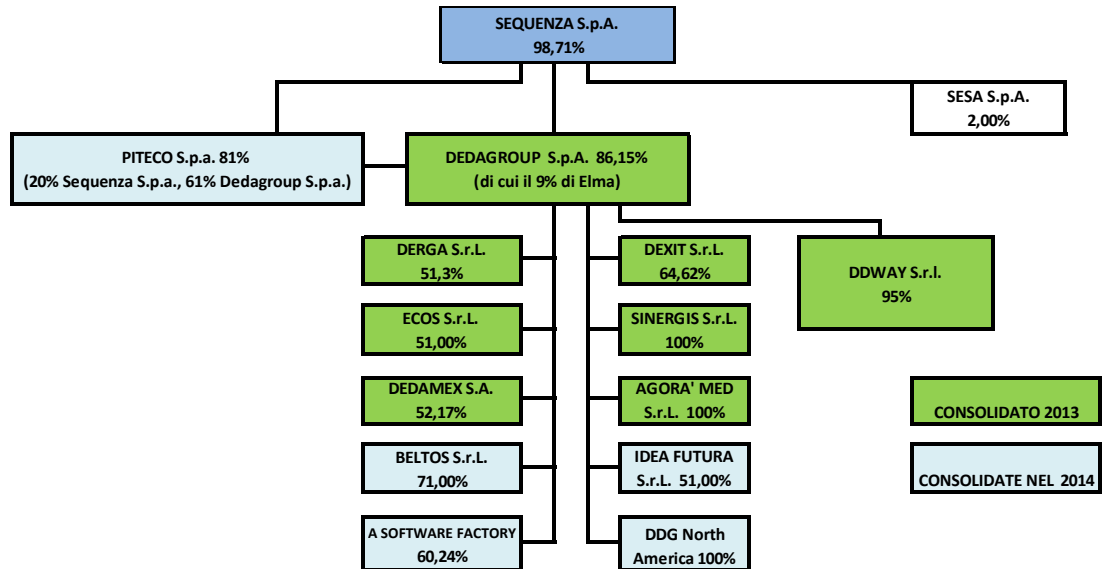 SEQUENZA S.p.A.
98,71%
SESA S.p.A.
2,00%
PITECO S.p.a. 81%
(20% Sequenza S.p.a., 61% Dedagroup S.p.a.)
DEDAGROUP S.p.A. 86,15%
(di cui il 9% di Elma)
DERGA S.r.L.
51,3%
DEXIT S.r.L.
64,62%
DDWAY S.r.l.
95%
ECOS S.r.L.
51,00%
SINERGIS S.r.L.
100%
DEDAMEX S.A.
52,17%
AGORA' MED
S.r.L. 100%
CONSOLIDATO 2013
BELTOS S.r.L.
71,00%
IDEA FUTURA
S.r.L. 51,00%
CONSOLIDATE NEL 2014
A SOFTWARE FACTORY
60,24%
DDG North
America 100%